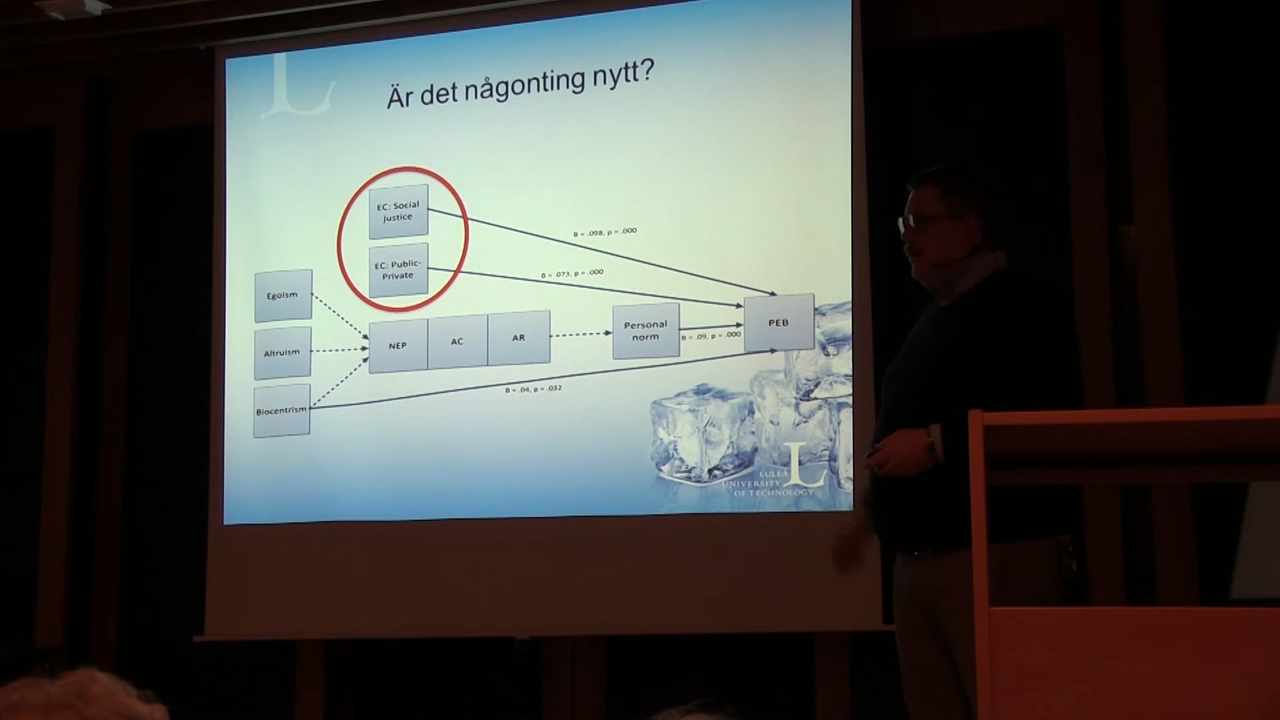 Är det någonting nytt?
EC: Social
justice
B = .098, p = .000
EC: Public-
Private
B = .073, p = .000
Egoism
Altruism
Biocentrism
NEP
AC
AR
Personal
norm
B = .09, p = .000
PEB
B = .04, p = .032
L
LULEÅ
UNIVERSITY
OF TECHNOLOGY